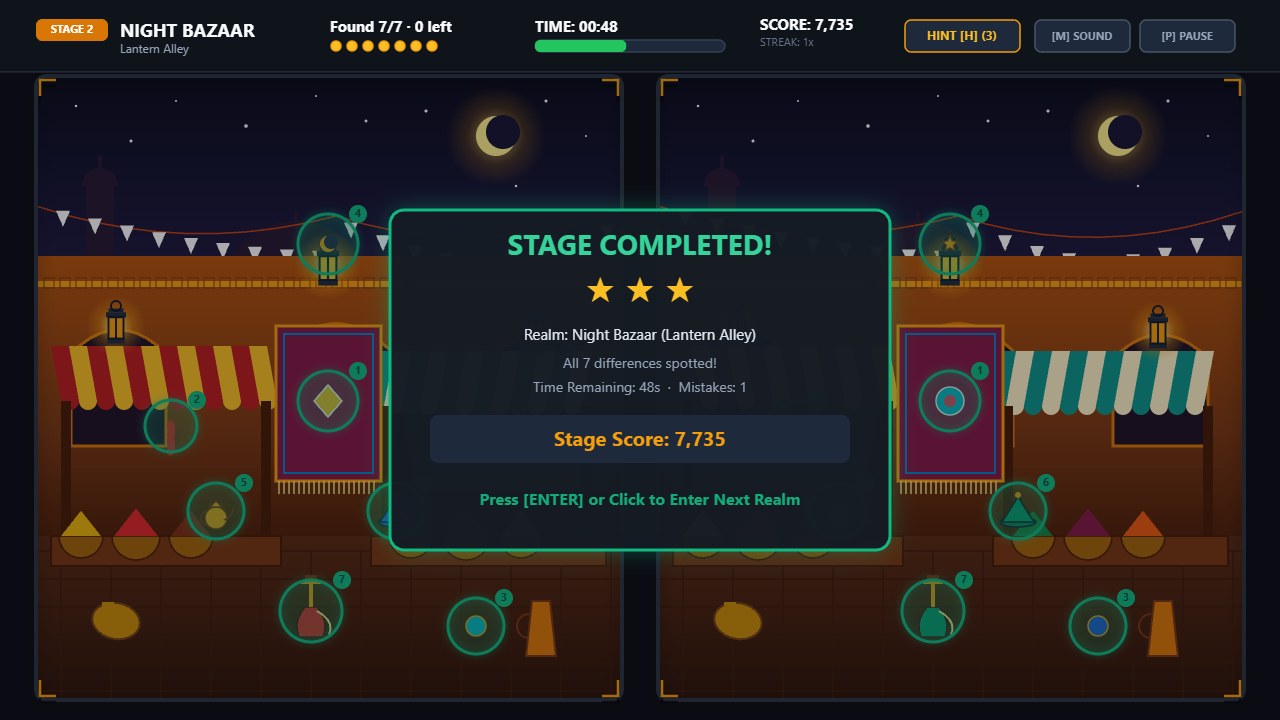 STAGE 2
NIGHT BAZAAR
Lantern Alley
Found 7/7 · 0 left
TIME: 00:48
SCORE: 7,735
STREAK: 1x
HINT [H] (3)
[M] SOUND
[P] PAUSE
4
4
STAGE COMPLETED!
Realm: Night Bazaar (Lantern Alley)
All 7 differences spotted!
Time Remaining: 48s · Mistakes: 1
1
1
2
Stage Score: 7,735
5
6
Press [ENTER] or Click to Enter Next Realm
7
3
7
3